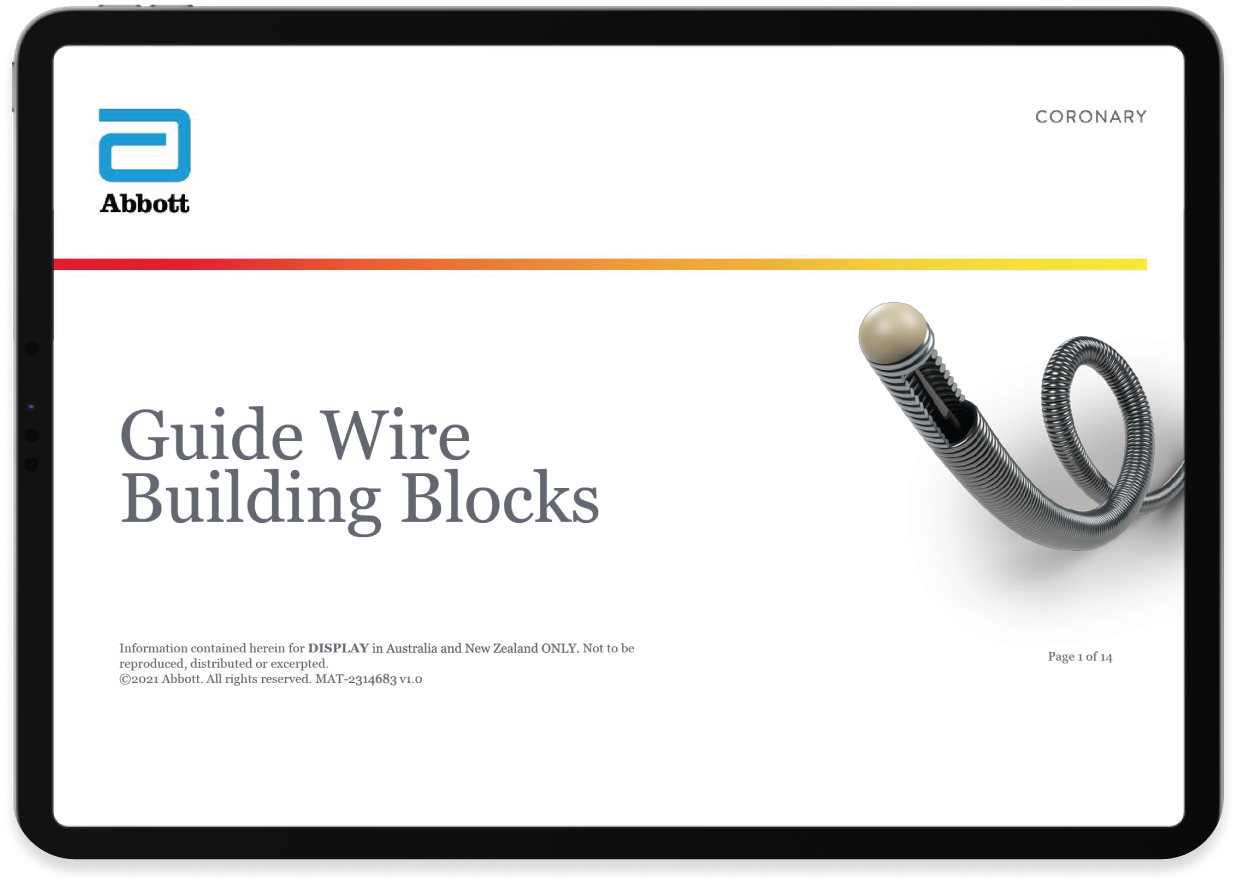 Abbott
CORONARY
Guide Wire
Building Blocks
Information contained herein for DISPLAY in Australia and New Zealand ONLY. Not to be
reproduced, distributed or excerpted.
©2021 Abbott. All rights reserved. MAT-2314683 v1.0
Page 1 of 14